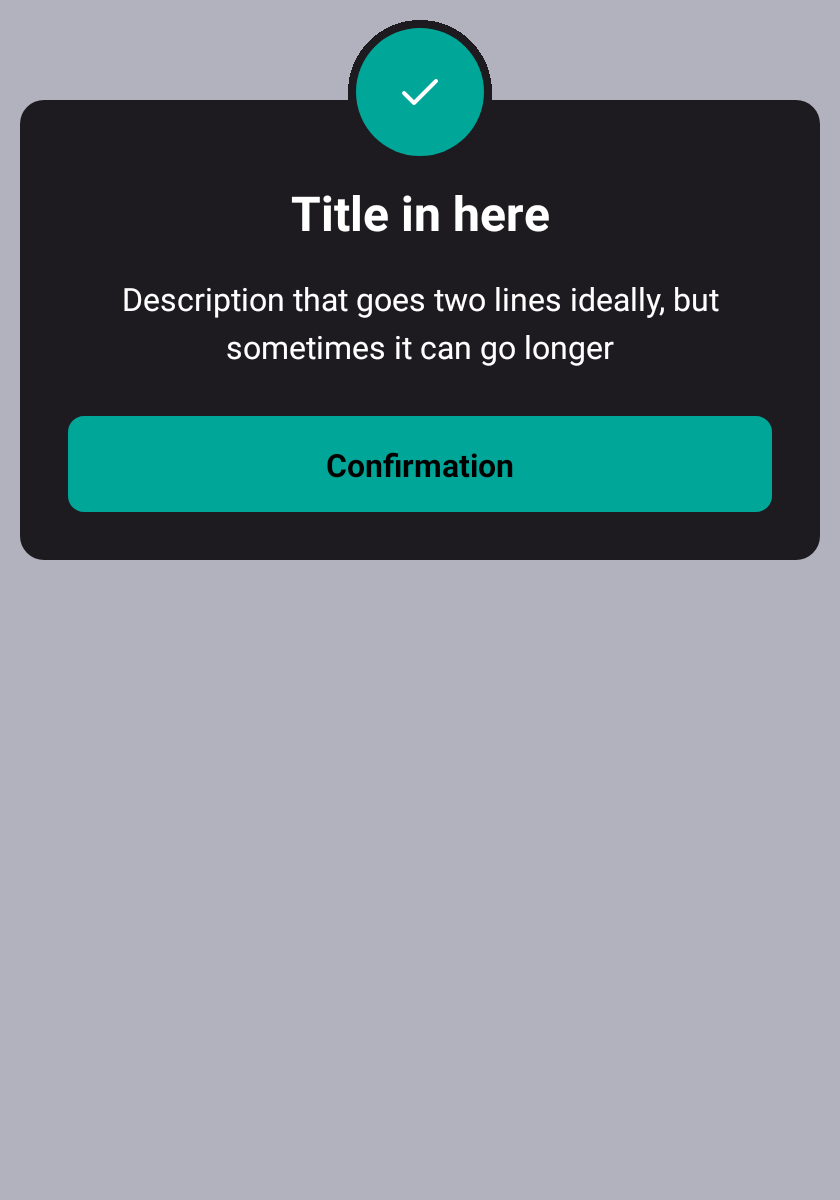 Title in here
Description that goes two lines ideally, but
sometimes it can go longer
Confirmation